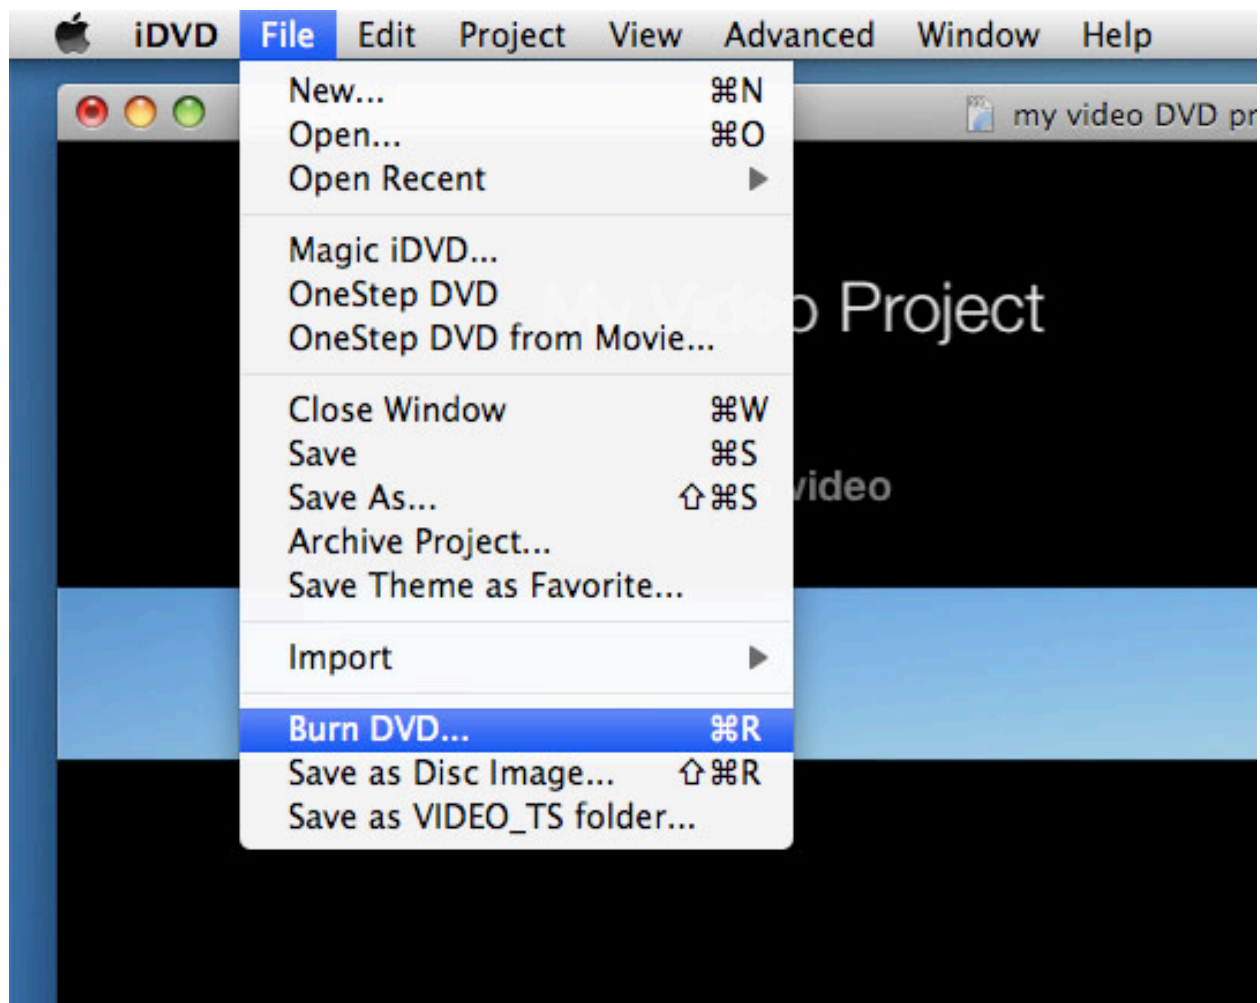 iDVD File Edit Project View Advanced Window Help
my video DVD pr
New... ⌘N
Open... ⌘O
Open Recent ▶
Magic iDVD...
OneStep DVD
OneStep DVD from Movie...
My Video Project
Close Window ⌘W
Save ⌘S
Save As... ⇧⌘S
video
Archive Project...
Save Theme as Favorite...
Import ▶
Burn DVD... ⌘R
Save as Disc Image... ⇧⌘R
Save as VIDEO_TS folder...